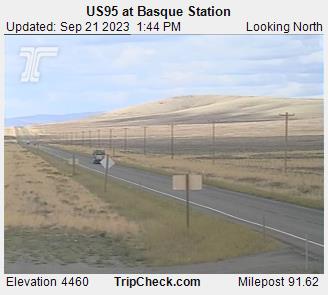 US95 at Basque Station
Updated: Sep 21 2023 1:44 PM Looking North
Elevation 4460 TripCheck.com Milepost 91.62